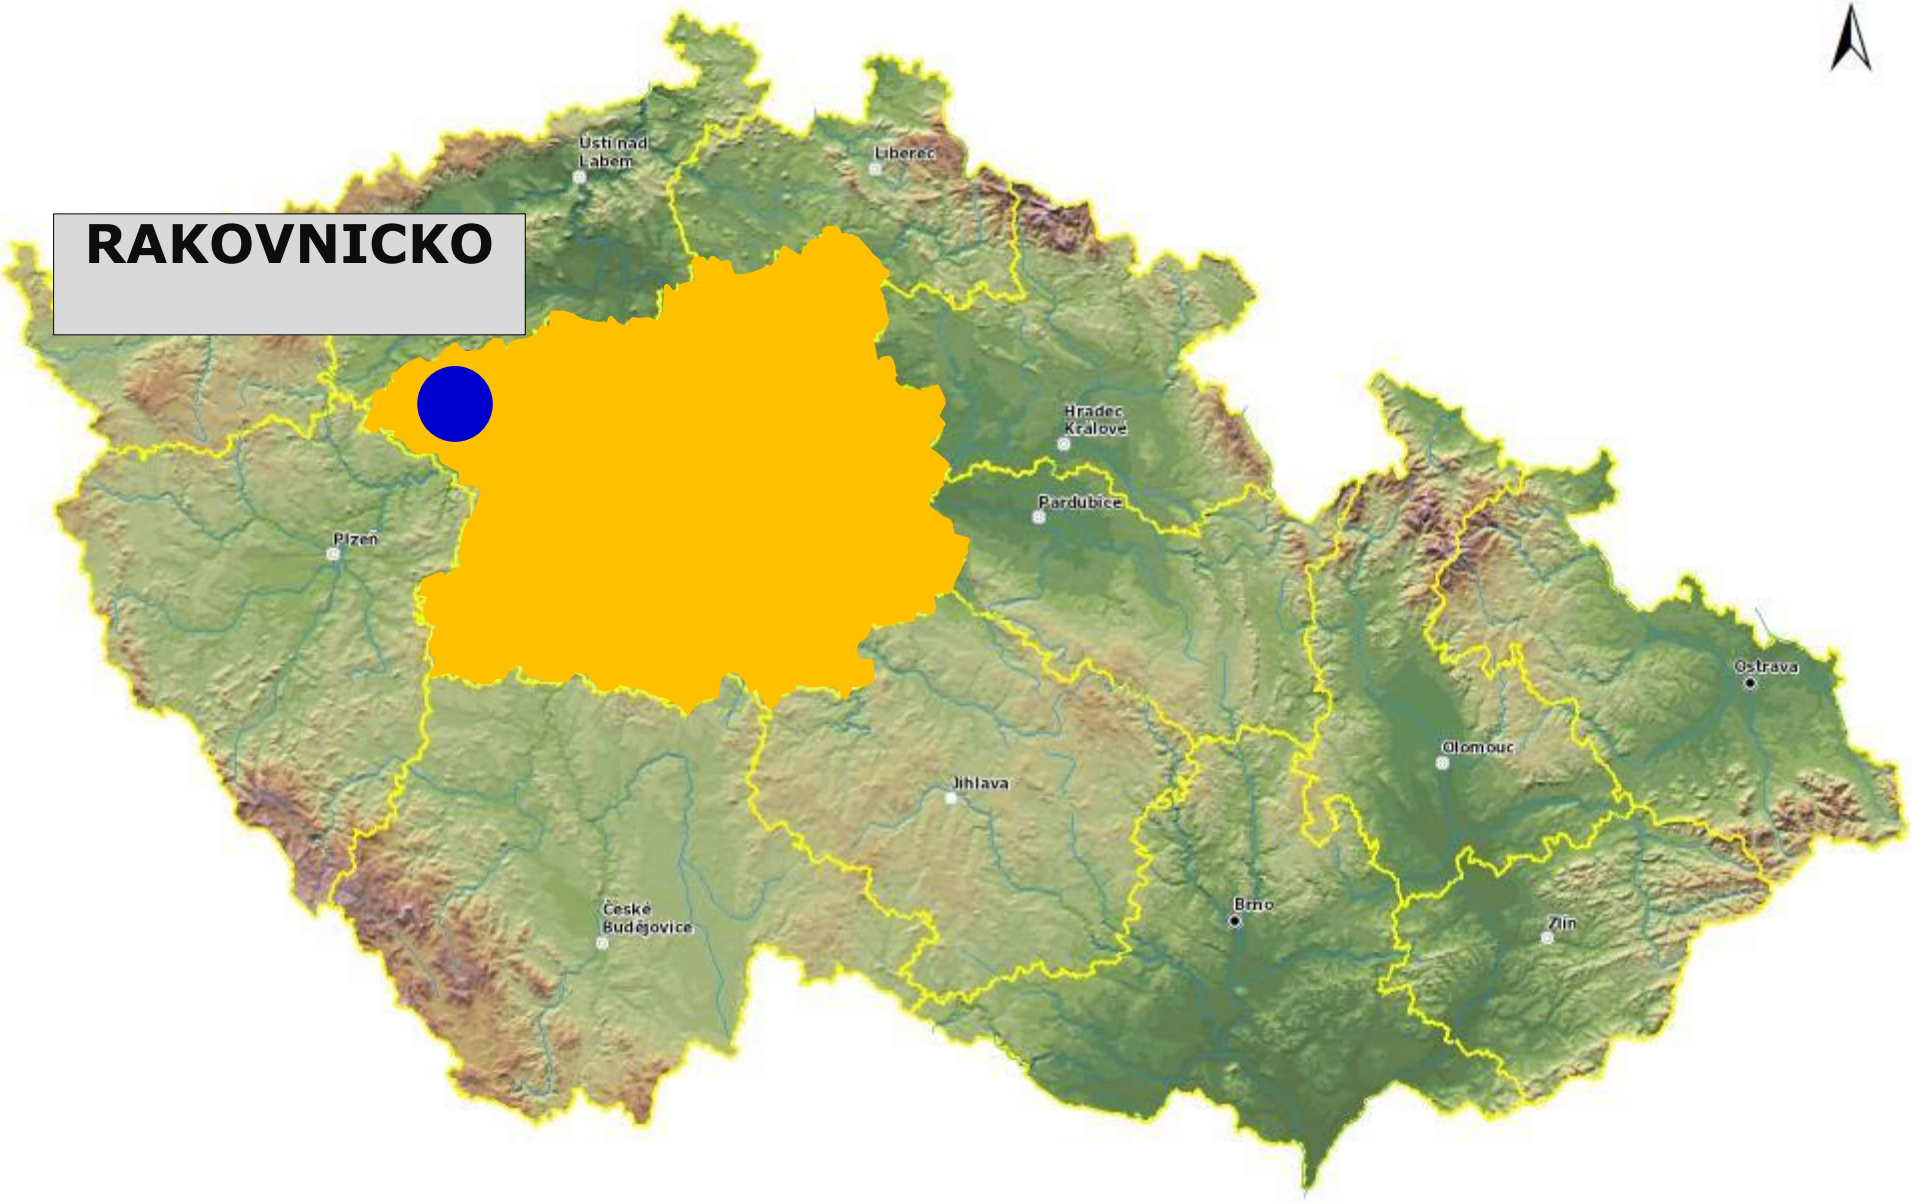 Ústí nad
Labem
Liberec
RAKOVNICKO
Hradec
Králové
Pardubice
Plzeň
Ostrava
Olomouc
Jihlava
České
Budějovice
Brno
Zlín